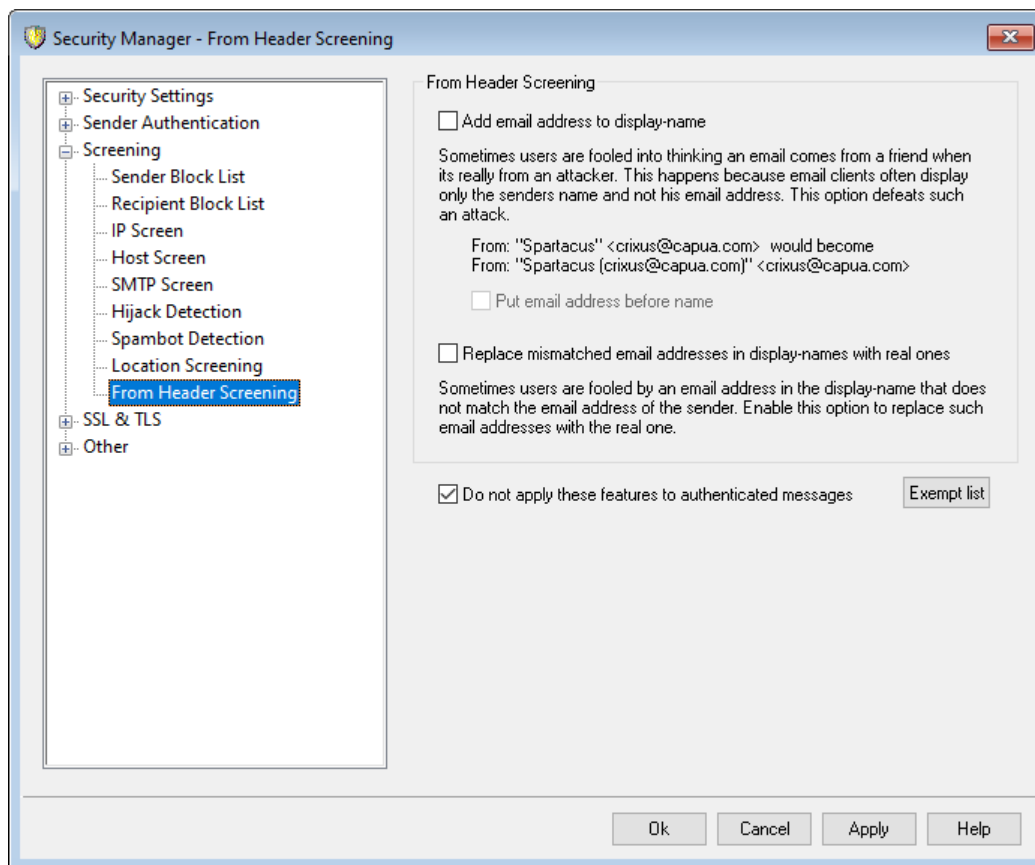 Security Manager - From Header Screening
Security Settings
Sender Authentication
Screening
Sender Block List
Recipient Block List
IP Screen
Host Screen
SMTP Screen
Hijack Detection
Spambot Detection
Location Screening
From Header Screening
SSL & TLS
Other
From Header Screening
Add email address to display-name
Sometimes users are fooled into thinking an email comes from a friend when
its really from an attacker. This happens because email clients often display
only the senders name and not his email address. This option defeats such
an attack.
From: "Spartacus" <crixus@capua.com> would become
From: "Spartacus (crixus@capua.com)" <crixus@capua.com>
Put email address before name
Replace mismatched email addresses in display-names with real ones
Sometimes users are fooled by an email address in the display-name that does
not match the email address of the sender. Enable this option to replace such
email addresses with the real one.
Do not apply these features to authenticated messages
Exempt list
Ok
Cancel
Apply
Help